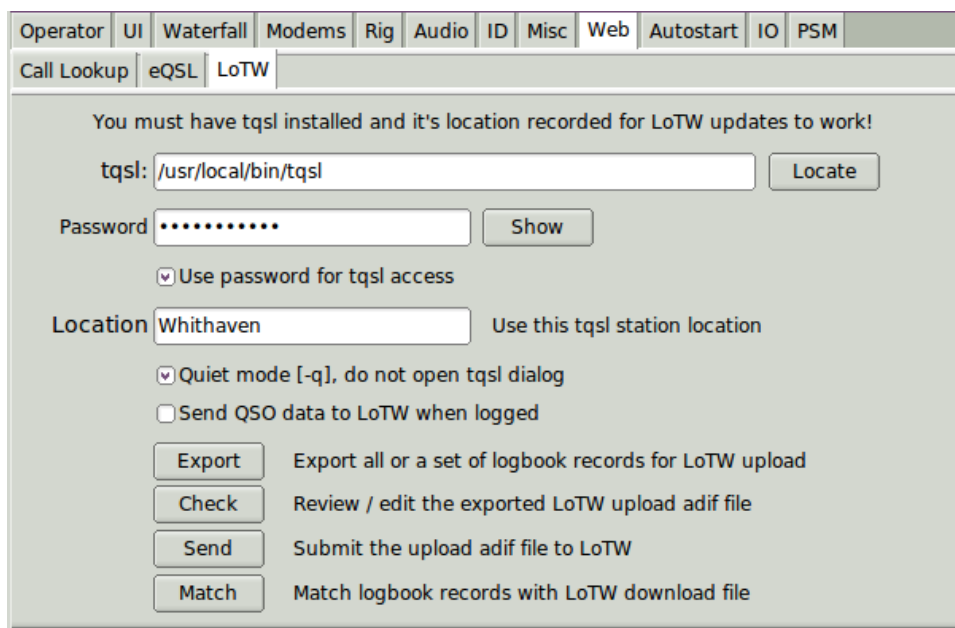 Operator UI Waterfall Modems Rig Audio ID Misc Web Autostart IO PSM
Call Lookup eQSL LoTW
You must have tqsl installed and it's location recorded for LoTW updates to work!
tqsl: /usr/local/bin/tqsl Locate
Password ••••••••••• Show
Use password for tqsl access
Location Whithaven Use this tqsl station location
Quiet mode [-q], do not open tqsl dialog
Send QSO data to LoTW when logged
Export Export all or a set of logbook records for LoTW upload
Check Review / edit the exported LoTW upload adif file
Send Submit the upload adif file to LoTW
Match Match logbook records with LoTW download file